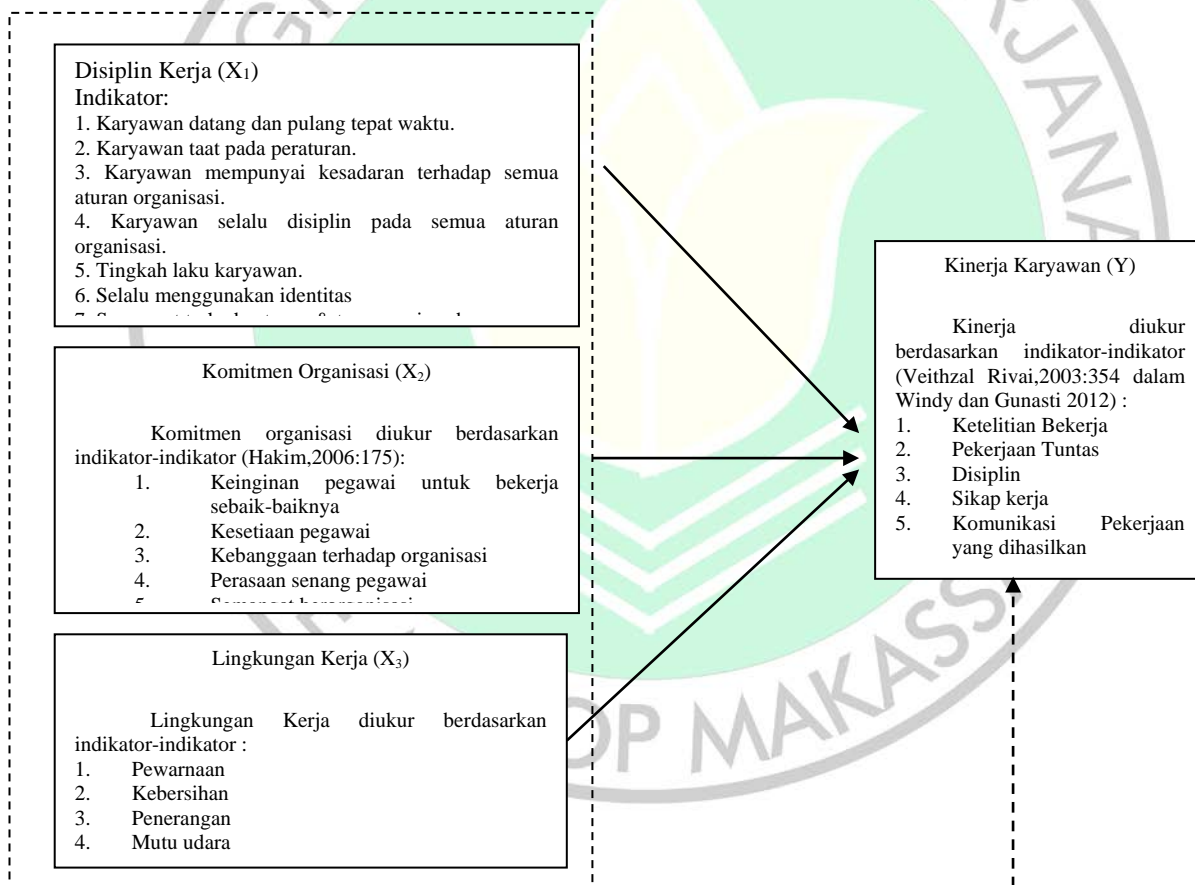 Disiplin Kerja (X₁)
Indikator:
1. Karyawan datang dan pulang tepat waktu.
2. Karyawan taat pada peraturan.
3. Karyawan mempunyai kesadaran terhadap semua
aturan organisasi.
4. Karyawan selalu disiplin pada semua aturan
organisasi.
5. Tingkah laku karyawan.
6. Selalu menggunakan identitas
Komitmen Organisasi (X₂)
Komitmen organisasi diukur berdasarkan
indikator-indikator (Hakim,2006:175):
1. Keinginan pegawai untuk bekerja
sebaik-baiknya
2. Kesetiaan pegawai
3. Kebanggaan terhadap organisasi
4. Perasaan senang pegawai
5. Semangat berorganisasi
Lingkungan Kerja (X₃)
Lingkungan Kerja diukur berdasarkan
indikator-indikator :
1. Pewarnaan
2. Kebersihan
3. Penerangan
4. Mutu udara
Kinerja Karyawan (Y)
Kinerja diukur
berdasarkan indikator-indikator
(Veithzal Rivai,2003:354 dalam
Windy dan Gunasti 2012) :
1. Ketelitian Bekerja
2. Pekerjaan Tuntas
3. Disiplin
4. Sikap kerja
5. Komunikasi Pekerjaan
yang dihasilkan
OP MAKASS